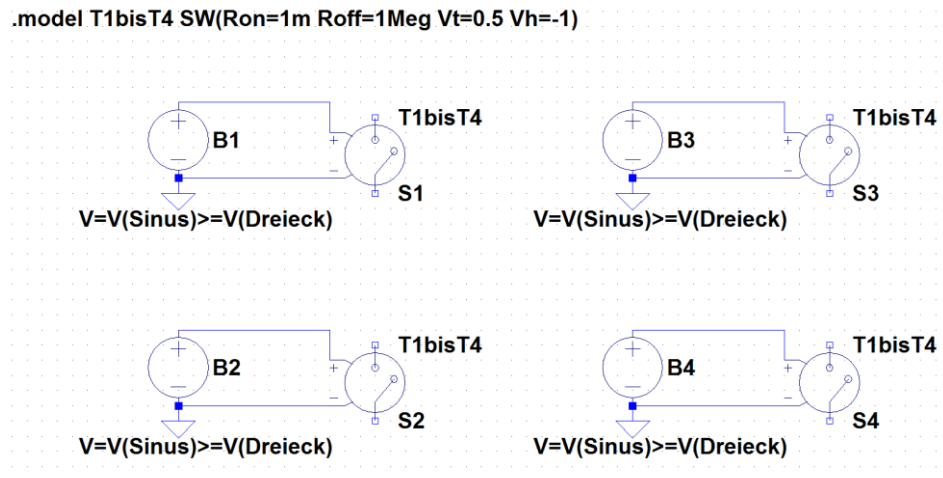 .model T1bisT4 SW(Ron=1m Roff=1Meg Vt=0.5 Vh=-1)
T1bisT4
B1
S1
V=V(Sinus)>=V(Dreieck)
T1bisT4
B3
S3
V=V(Sinus)>=V(Dreieck)
T1bisT4
B2
S2
V=V(Sinus)>=V(Dreieck)
T1bisT4
B4
S4
V=V(Sinus)>=V(Dreieck)